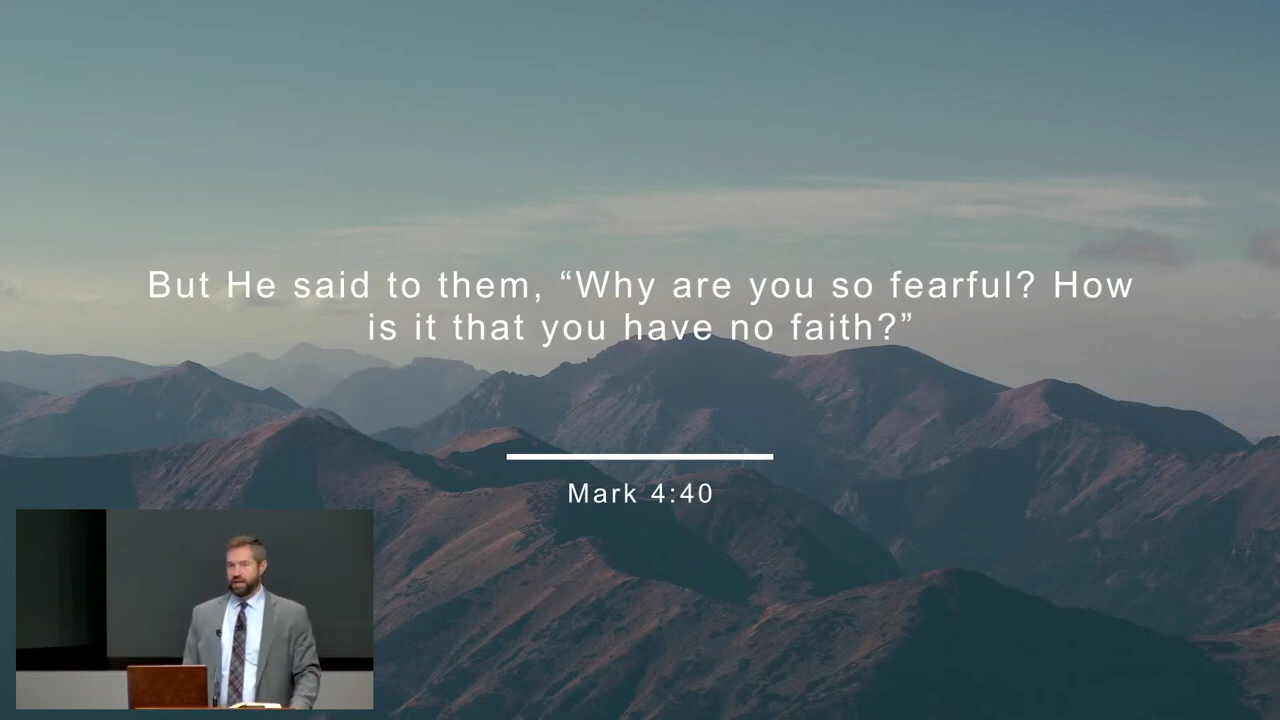 But He said to them, “Why are you so fearful? How
is it that you have no faith?”
Mark 4:40